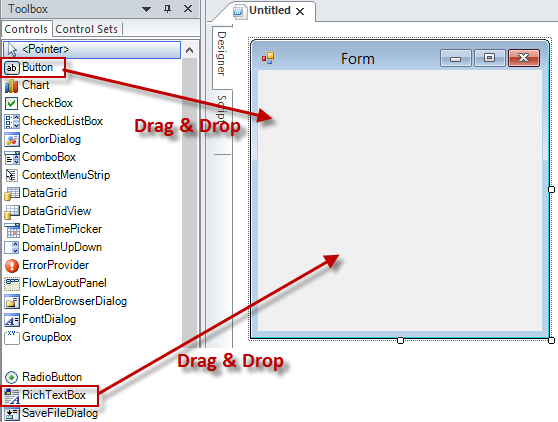 Toolbox
Controls
Control Sets
<Pointer>
Button
Chart
CheckBox
CheckedListBox
ColorDialog
ComboBox
ContextMenuStrip
DataGrid
DataGridView
DateTimePicker
DomainUpDown
ErrorProvider
FlowLayoutPanel
FolderBrowserDialog
FontDialog
GroupBox
RadioButton
RichTextBox
SaveFileDialog
Untitled
Designer
Script
Form
Drag & Drop
Drag & Drop